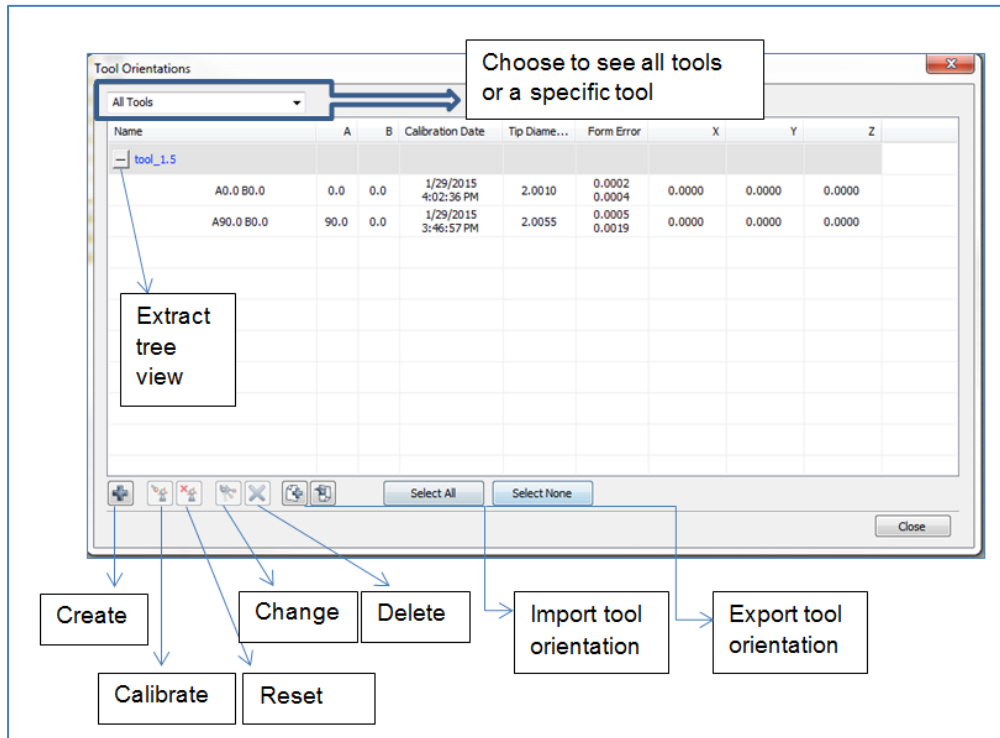 Tool Orientations
Choose to see all tools
or a specific tool
All Tools
Name A B Calibration Date Tip Diame... Form Error X Y Z
tool_1.5
A0.0 B0.0 0.0 0.0 1/29/2015 4:02:36 PM 2.0010 0.0002 0.0004 0.0000 0.0000 0.0000
A90.0 B0.0 90.0 0.0 1/29/2015 3:46:57 PM 2.0055 0.0005 0.0019 0.0000 0.0000 0.0000
Extract
tree
view
Select All Select None
Close
Create
Change
Delete
Import tool
orientation
Export tool
orientation
Calibrate
Reset